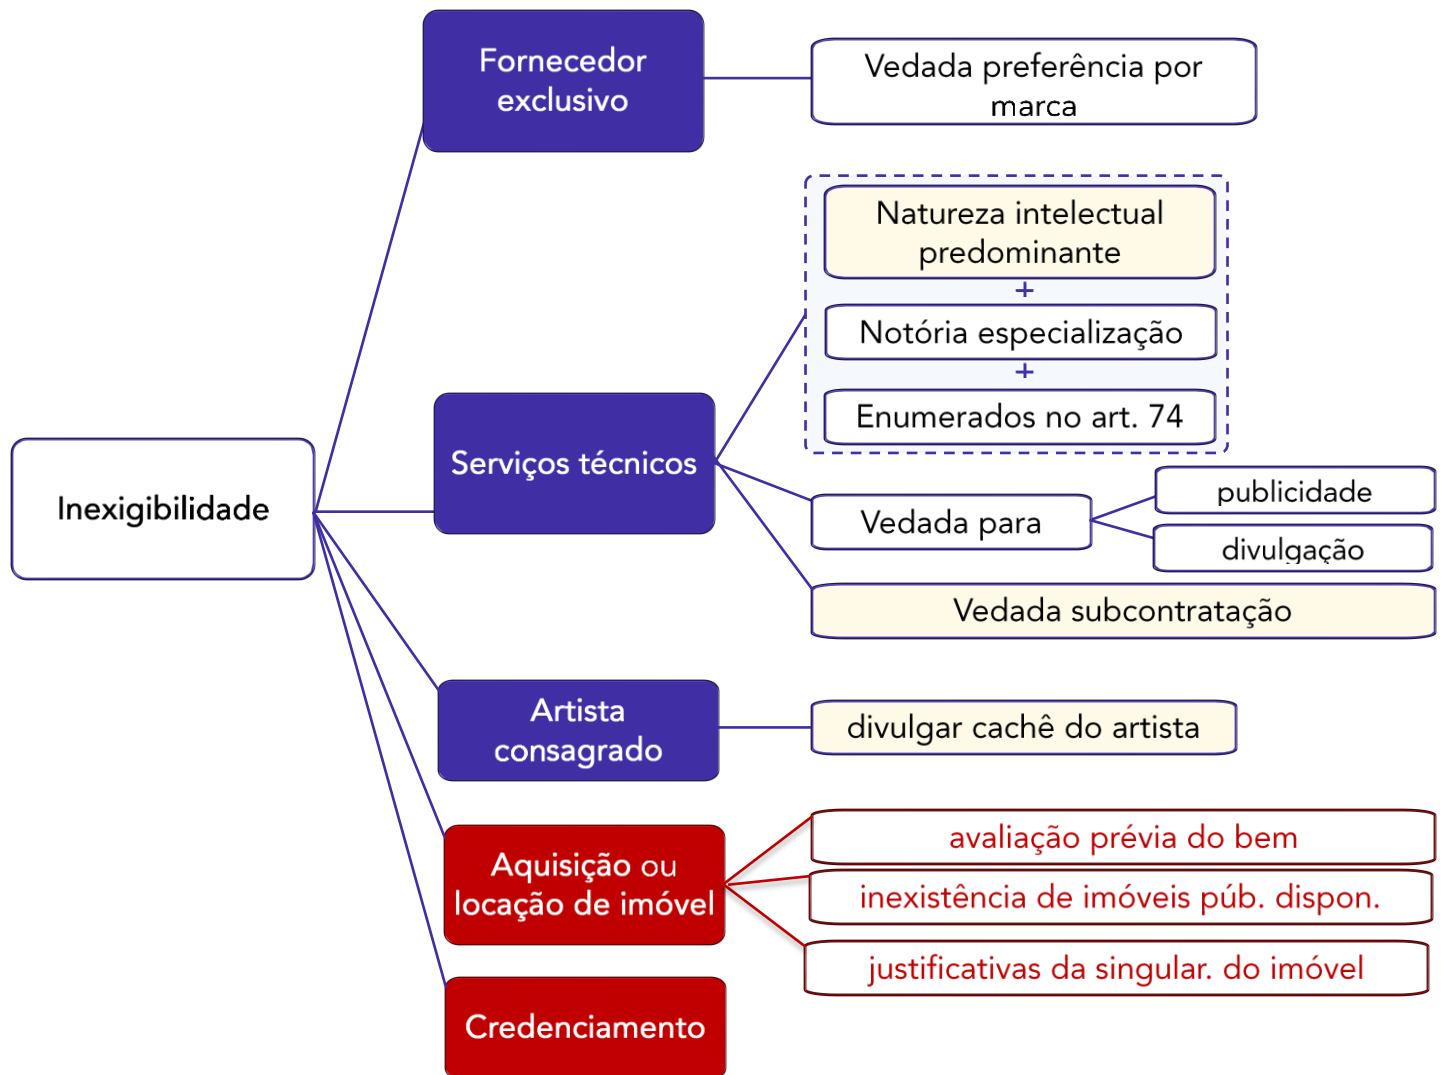 Fornecedor
exclusivo
Vedada preferência por
marca
Natureza intelectual
predominante
+
Notória especialização
+
Enumerados no art. 74
Serviços técnicos
Vedada para
publicidade
divulgação
Vedada subcontratação
Inexigibilidade
Artista
consagrado
divulgar cachê do artista
Aquisição ou
locação de imóvel
avaliação prévia do bem
inexistência de imóveis púb. dispon.
justificativas da singular. do imóvel
Credenciamento